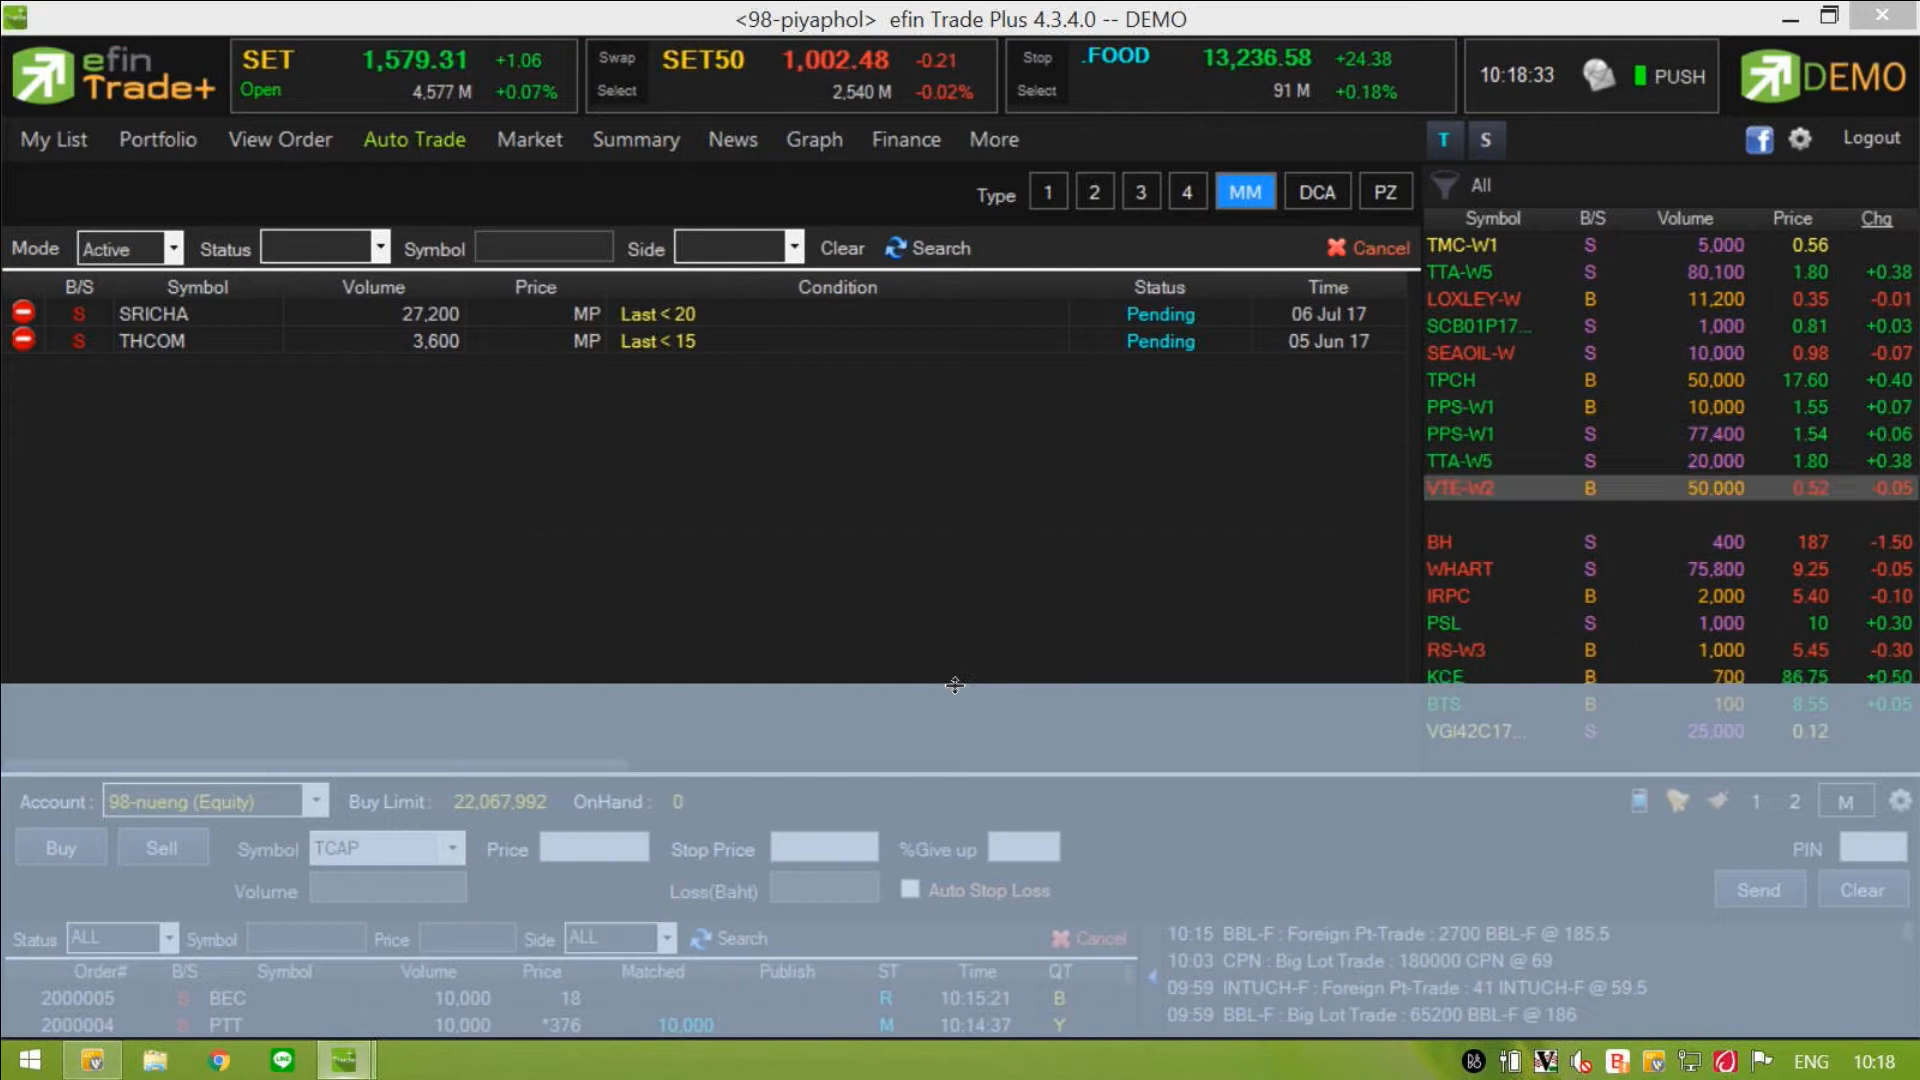 <98-piyaphol> efin Trade Plus 4.3.4.0 -- DEMO
efin Trade+
SET 1,579.31 +1.06
Open 4,577 M +0.07%
Swap SET50 1,002.48 -0.21
Select 2,540 M -0.02%
Stop .FOOD 13,236.58 +24.38
Select 91 M +0.18%
10:18:33 PUSH
DEMO
My List Portfolio View Order Auto Trade Market Summary News Graph Finance More
T S f Logout
Type 1 2 3 4 MM DCA PZ
Mode Active Status Symbol Side Clear Search Cancel
B/S Symbol Volume Price Condition Status Time
S SRICHA 27,200 MP Last < 20 Pending 06 Jul 17
S THCOM 3,600 MP Last < 15 Pending 05 Jun 17
All
Symbol B/S Volume Price Chg
TMC-W1 S 5,000 0.56
TTA-W5 S 80,100 1.80 +0.38
LOXLEY-W B 11,200 0.35 -0.01
SCB01P17... S 1,000 0.81 +0.03
SEAOIL-W S 10,000 0.98 -0.07
TPCH B 50,000 17.60 +0.40
PPS-W1 B 10,000 1.55 +0.07
PPS-W1 S 77,400 1.54 +0.06
TTA-W5 S 20,000 1.80 +0.38
VTE-W2 B 50,000 0.52 -0.05
BH S 400 187 -1.50
WHART S 75,800 9.25 -0.05
IRPC B 2,000 5.40 -0.10
PSL S 1,000 10 +0.30
RS-W3 B 1,000 5.45 -0.30
KCE B 700 86.75 +0.50
BTS B 100 8.55 +0.05
VGI42C17... S 25,000 0.12
Account : 98-nueng (Equity) Buy Limit : 22,067,992 OnHand : 0
1 2 M
Buy Sell Symbol TCAP Price Stop Price %Give up PIN
Volume Loss(Baht) Auto Stop Loss Send Clear
Status ALL Symbol Price Side ALL Search Cancel
Order# B/S Symbol Volume Price Matched Publish ST Time QT
2000005 S BEC 10,000 18 R 10:15:21 B
2000004 S PTT 10,000 *376 10,000 M 10:14:37 Y
10:15 BBL-F : Foreign Pt-Trade : 2700 BBL-F @ 185.5
10:03 CPN : Big Lot Trade : 180000 CPN @ 69
09:59 INTUCH-F : Foreign Pt-Trade : 41 INTUCH-F @ 59.5
09:59 BBL-F : Big Lot Trade : 65200 BBL-F @ 186
ENG 10:18